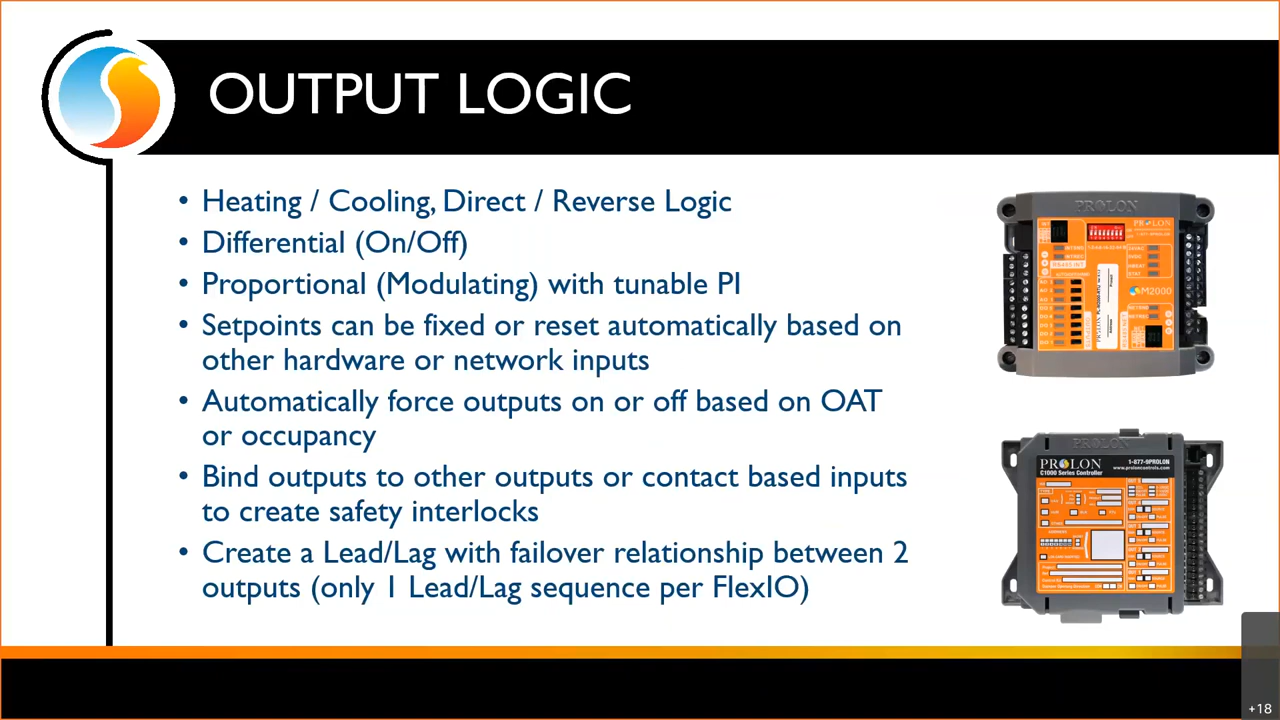 OUTPUT LOGIC
• Heating / Cooling, Direct / Reverse Logic
• Differential (On/Off)
• Proportional (Modulating) with tunable PI
• Setpoints can be fixed or reset automatically based on
other hardware or network inputs
• Automatically force outputs on or off based on OAT
or occupancy
• Bind outputs to other outputs or contact based inputs
to create safety interlocks
• Create a Lead/Lag with failover relationship between 2
outputs (only 1 Lead/Lag sequence per FlexIO)
PROLON
PROLON
M2000
PROLON
PROLON
C1000 Series Controller
1-877-9PROLON
www.proloncontrols.com
+18